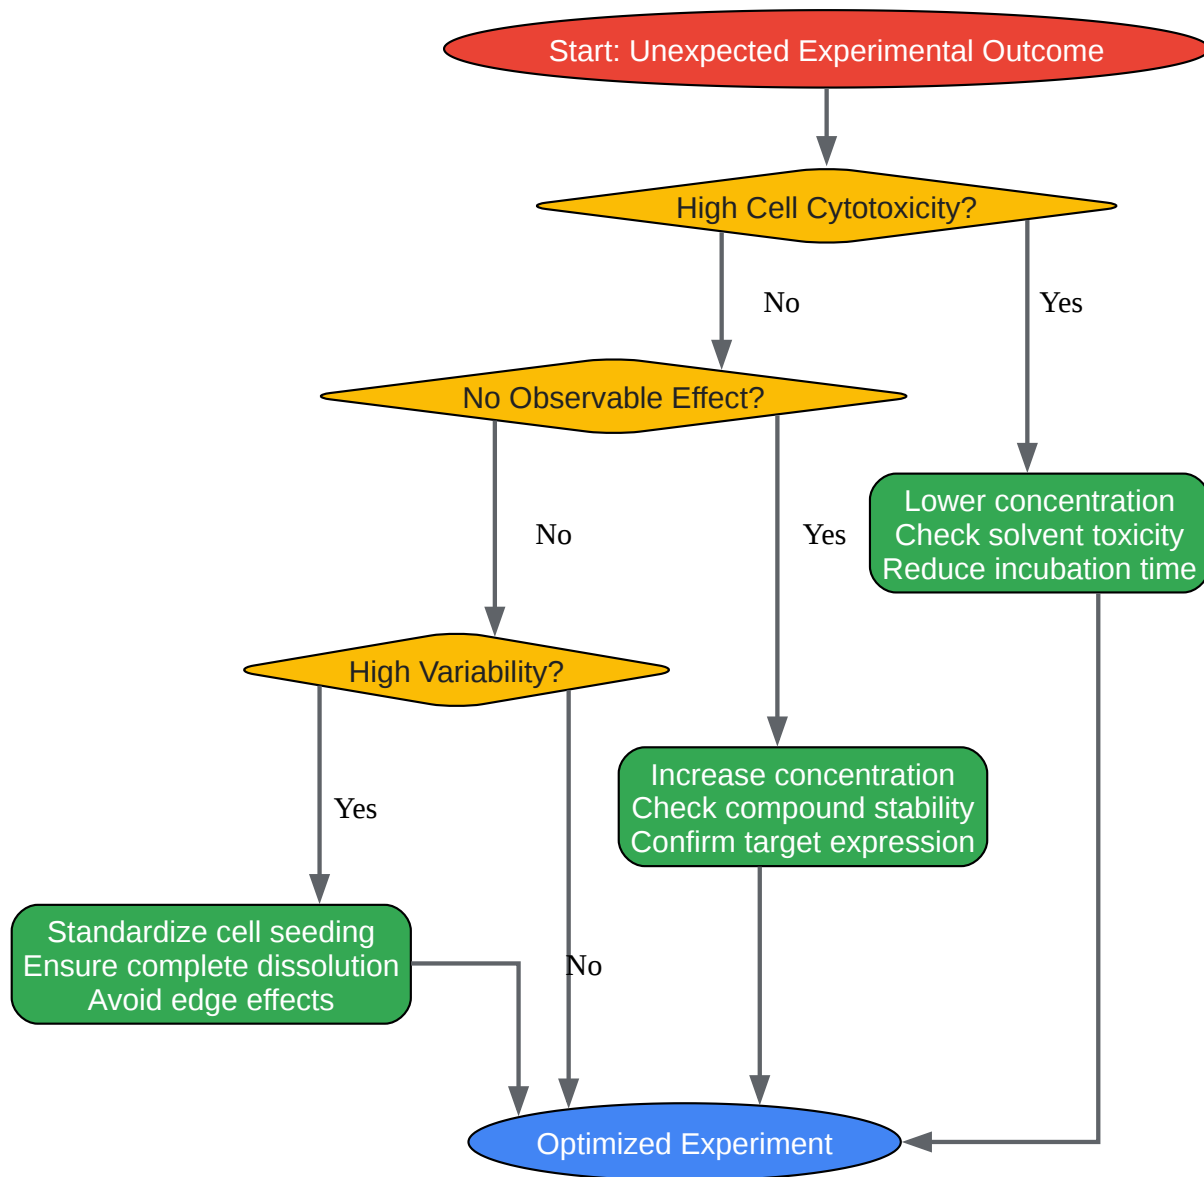 Start: Unexpected Experimental Outcome
High Cell Cytotoxicity?
No
Yes
No Observable Effect?
Lower concentration
Check solvent toxicity
Reduce incubation time
No
Yes
High Variability?
Increase concentration
Check compound stability
Confirm target expression
Yes
Standardize cell seeding
Ensure complete dissolution
Avoid edge effects
No
Optimized Experiment